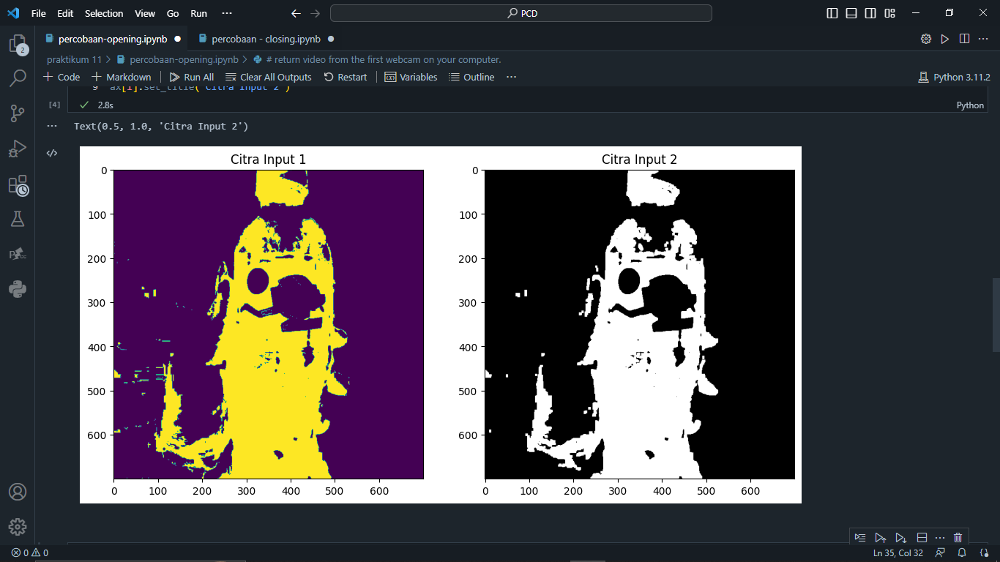 File Edit Selection View Go Run ··· PCD
percobaan-opening.ipynb percobaan - closing.ipynb
praktikum 11 > percobaan-opening.ipynb > # return video from the first webcam on your computer.
2
+ Code + Markdown Run All Clear All Outputs Restart Variables Outline ··· Python 3.11.2
9 ax[1].set_title("Citra Input 2")
[4] 2.8s Python
Text(0.5, 1.0, 'Citra Input 2')
Citra Input 1 Citra Input 2
0 0
100 100
200 200
300 300
400 400
500 500
600 600
0 100 200 300 400 500 600 0 100 200 300 400 500 600
0 0 Ln 35, Col 32